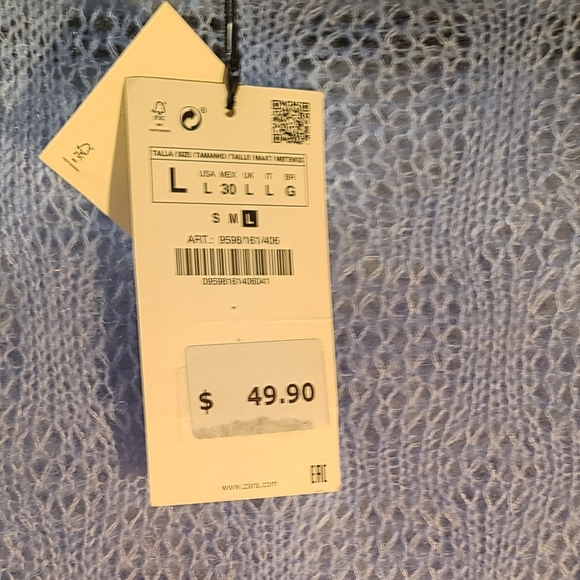 TALLA / SIZE / TAMANHO / TAILLE / MAAT /
USA MEX UK IT BR
L L 30 L L G
S M L
ART.: 9598/161/406
09598161406041
$ 49.90
www.zara.com
EAC